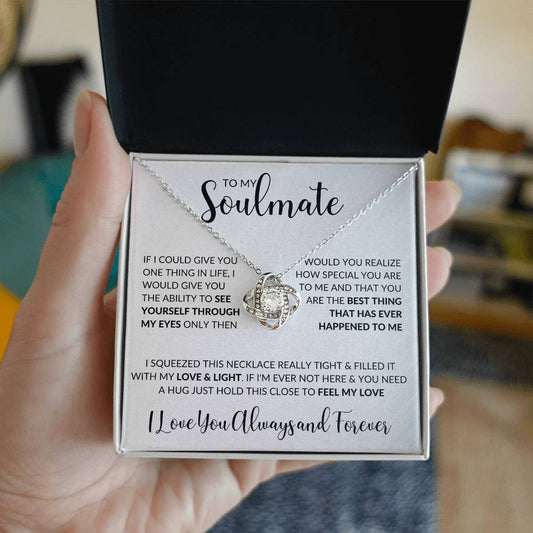 TO MY
Soulmate
IF I COULD GIVE YOU
ONE THING IN LIFE, I
WOULD GIVE YOU
THE ABILITY TO SEE
YOURSELF THROUGH
MY EYES ONLY THEN
WOULD YOU REALIZE
HOW SPECIAL YOU ARE
TO ME AND THAT YOU
ARE THE BEST THING
THAT HAS EVER
HAPPENED TO ME
I SQUEEZED THIS NECKLACE REALLY TIGHT & FILLED IT
WITH MY LOVE & LIGHT. IF I'M EVER NOT HERE & YOU NEED
A HUG JUST HOLD THIS CLOSE TO FEEL MY LOVE
I Love You Always and Forever